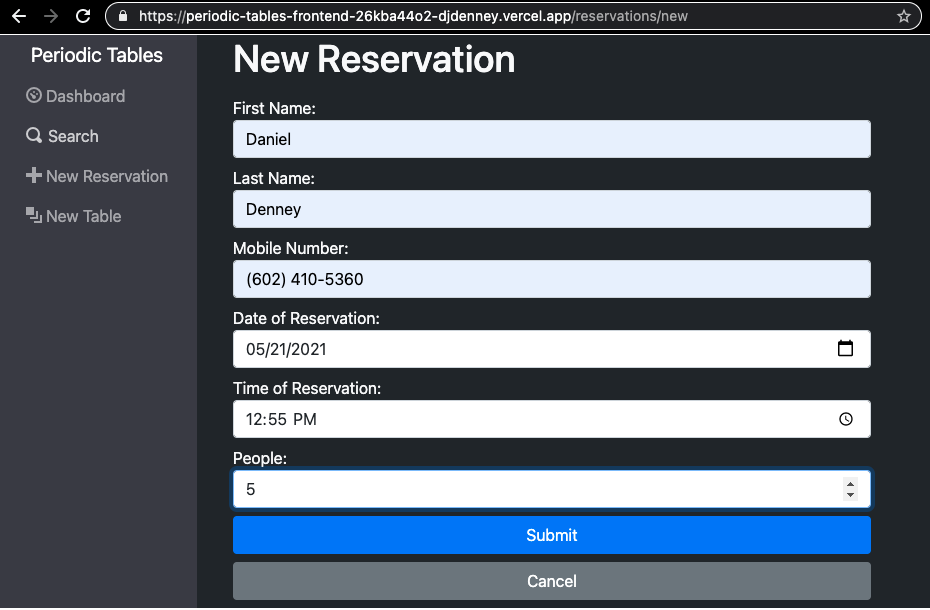 https://periodic-tables-frontend-26kba44o2-djdenney.vercel.app/reservations/new
Periodic Tables
Dashboard
Search
New Reservation
New Table
New Reservation
First Name:
Daniel
Last Name:
Denney
Mobile Number:
(602) 410-5360
Date of Reservation:
05/21/2021
Time of Reservation:
12:55 PM
People:
5
Submit
Cancel